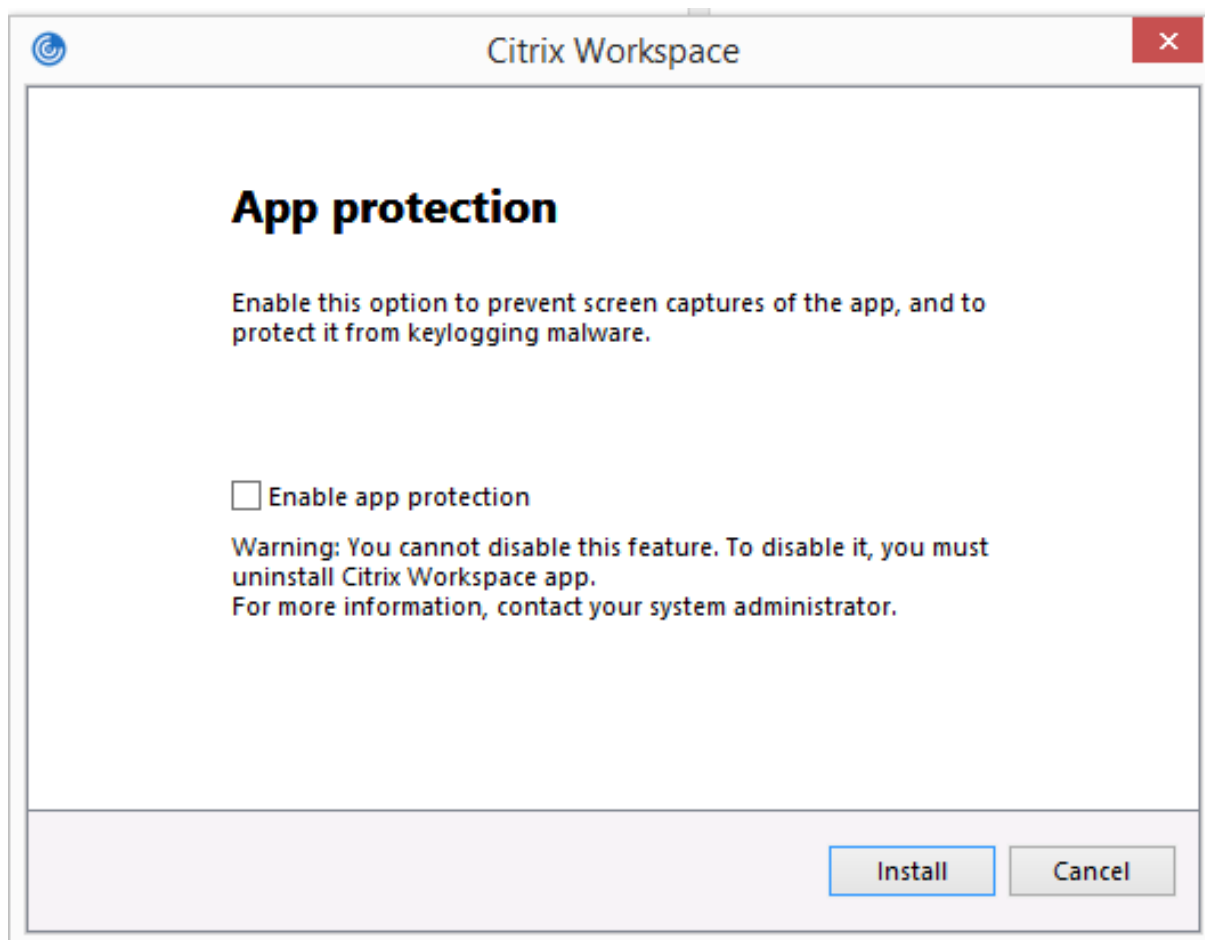 Citrix Workspace
App protection
Enable this option to prevent screen captures of the app, and to
protect it from keylogging malware.
Enable app protection
Warning: You cannot disable this feature. To disable it, you must
uninstall Citrix Workspace app.
For more information, contact your system administrator.
Install Cancel